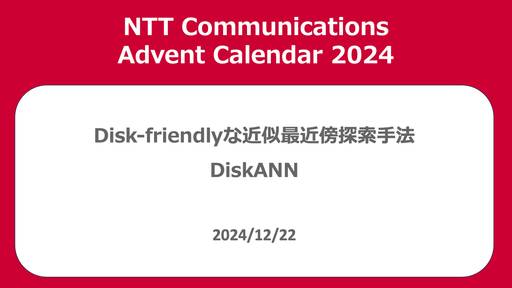 NTT Communications
Advent Calendar 2024
Disk-friendlyな近似最近傍探索手法
DiskANN
2024/12/22